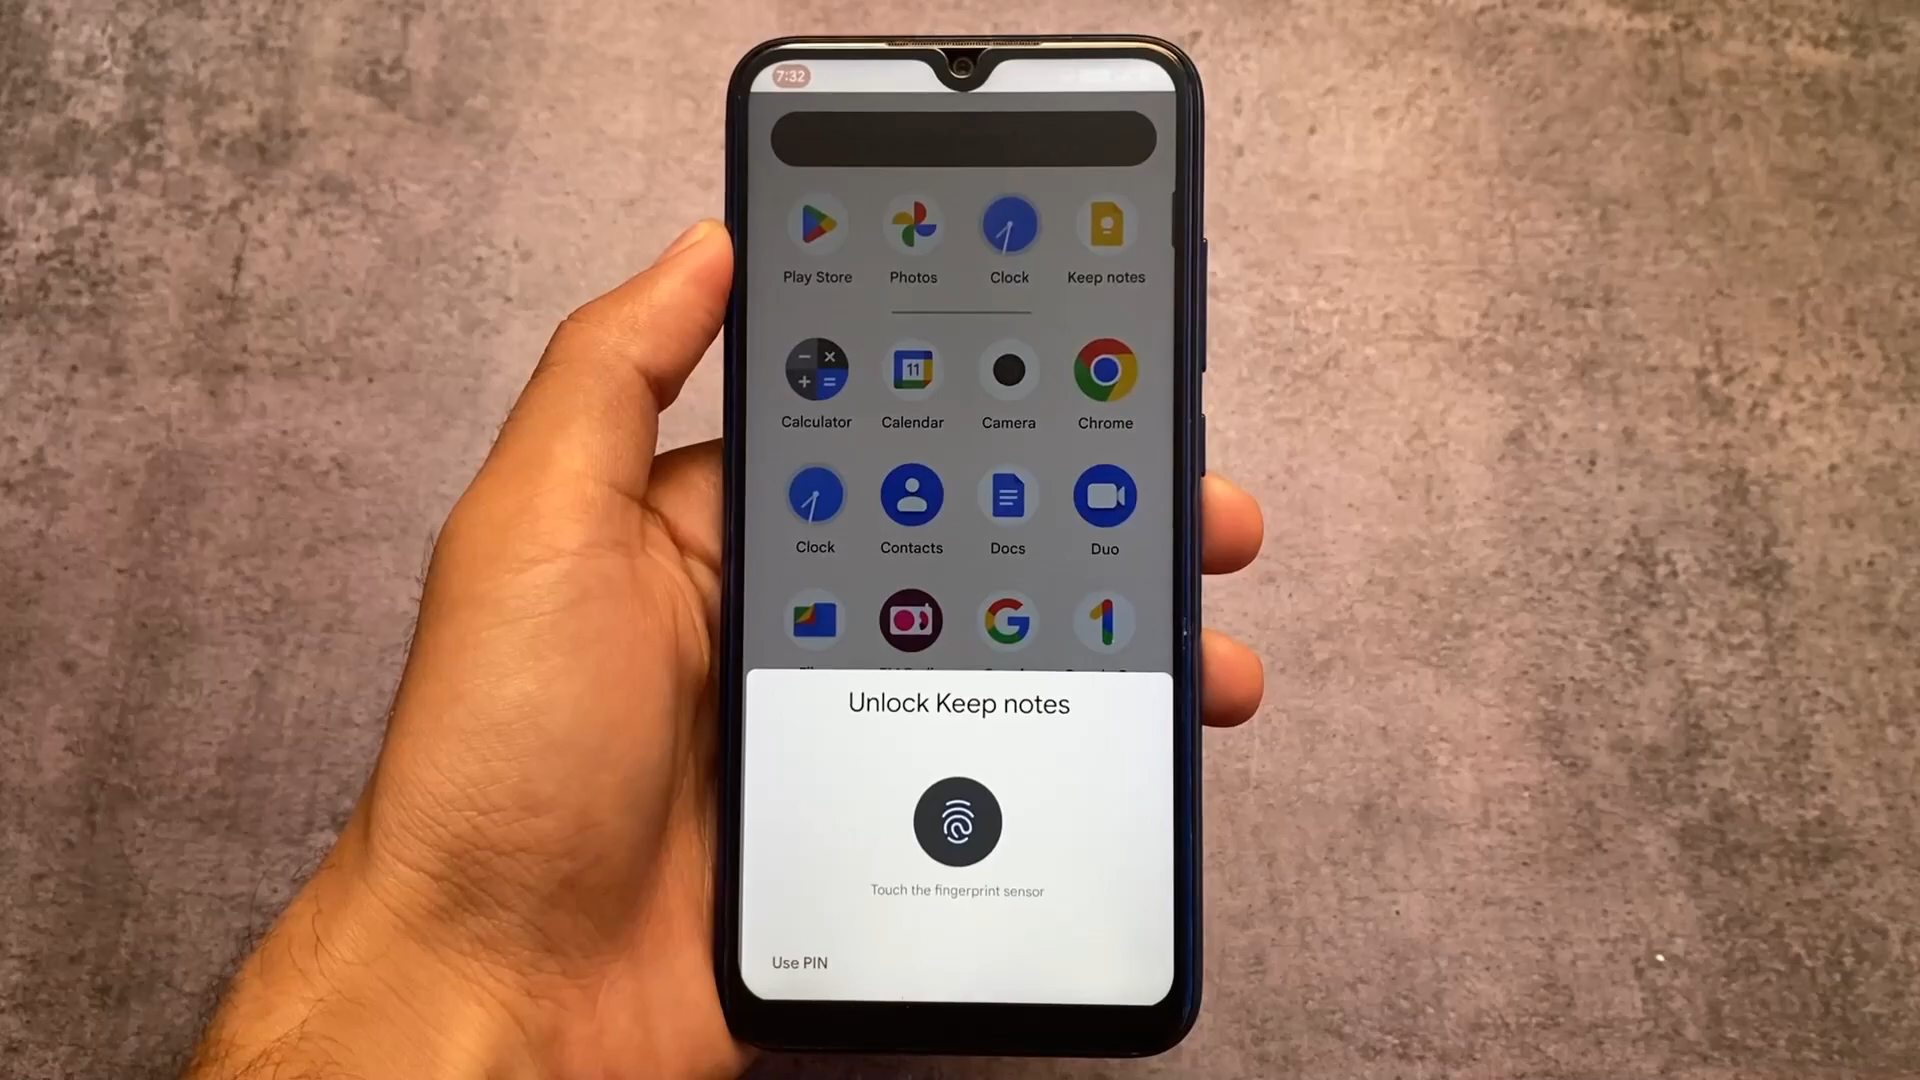 7:32
Play Store
Photos
Clock
Keep notes
11
Calculator
Calendar
Camera
Chrome
Clock
Contacts
Docs
Duo
Unlock Keep notes
Touch the fingerprint sensor
Use PIN